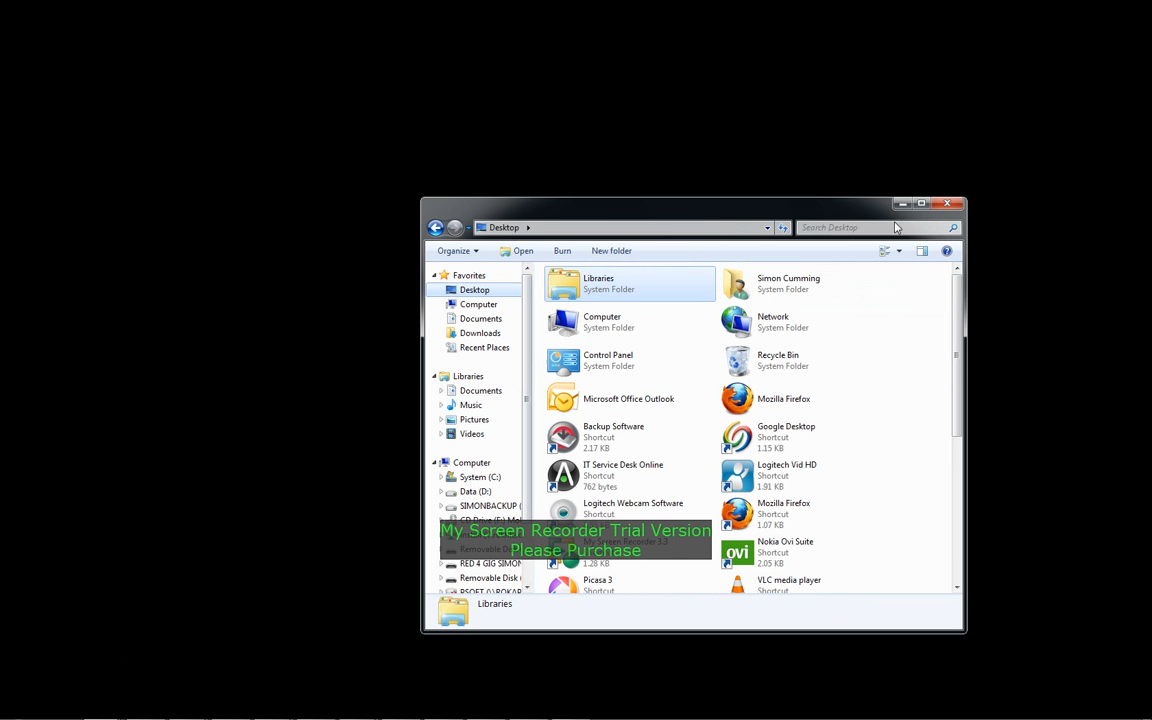 Desktop
Search Desktop
Organize Open Burn New folder
Favorites
Desktop
Computer
Documents
Downloads
Recent Places
Libraries
Documents
Music
Pictures
Videos
Computer
System (C:)
Data (D:)
SIMONBACKUP (
RED 4 GIG SIMON
Removable Disk
Libraries
System Folder
Simon Cumming
System Folder
Computer
System Folder
Network
System Folder
Control Panel
System Folder
Recycle Bin
System Folder
Microsoft Office Outlook
Mozilla Firefox
Backup Software
Shortcut
2.17 KB
Google Desktop
Shortcut
1.15 KB
IT Service Desk Online
Shortcut
762 bytes
Logitech Vid HD
Shortcut
1.91 KB
Logitech Webcam Software
Shortcut
Mozilla Firefox
Shortcut
1.07 KB
My Screen Recorder Trial Version
Please Purchase
1.28 KB
Nokia Ovi Suite
Shortcut
2.05 KB
ovi
Picasa 3
Shortcut
VLC media player
Shortcut
Libraries